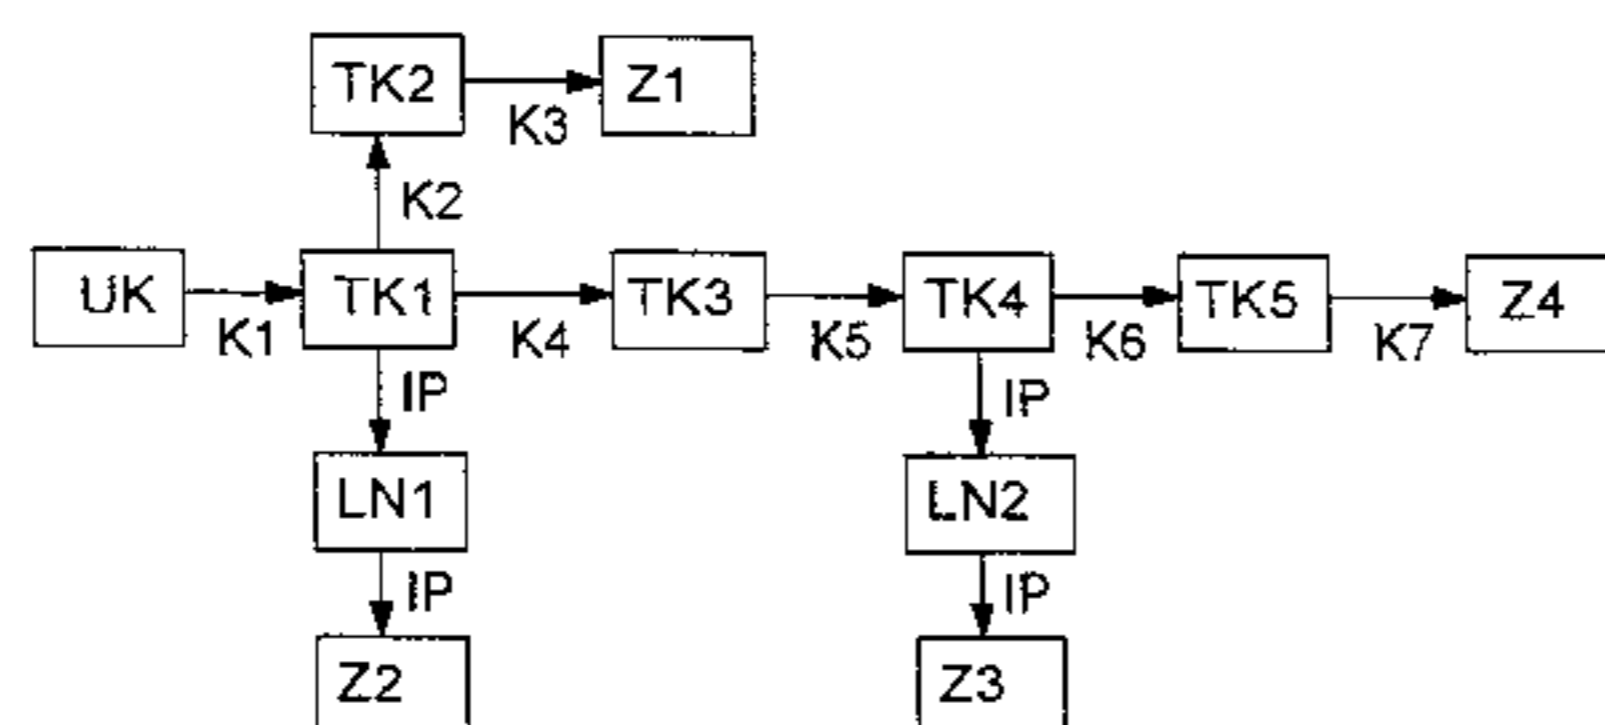 TK2 Z1
K3
K2
UK TK1 TK3 TK4 TK5 Z4
K1 K4 K5 K6 K7
IP IP
LN1 LN2
IP IP
Z2 Z3